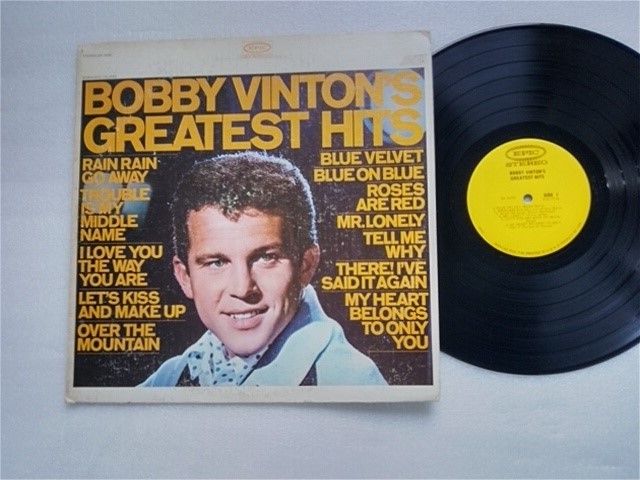 EPIC
BOBBY VINTON'S
GREATEST HITS
RAIN RAIN
GO AWAY
TROUBLE
IS MY
MIDDLE
NAME
I LOVE YOU
THE WAY
YOU ARE
LET'S KISS
AND MAKE UP
OVER THE
MOUNTAIN
BLUE VELVET
BLUE ON BLUE
ROSES
ARE RED
MR. LONELY
TELL ME
WHY
THERE! I'VE
SAID IT AGAIN
MY HEART
BELONGS
TO ONLY
YOU
EPIC
STEREO
BOBBY VINTON'S
GREATEST HITS
SIDE 1